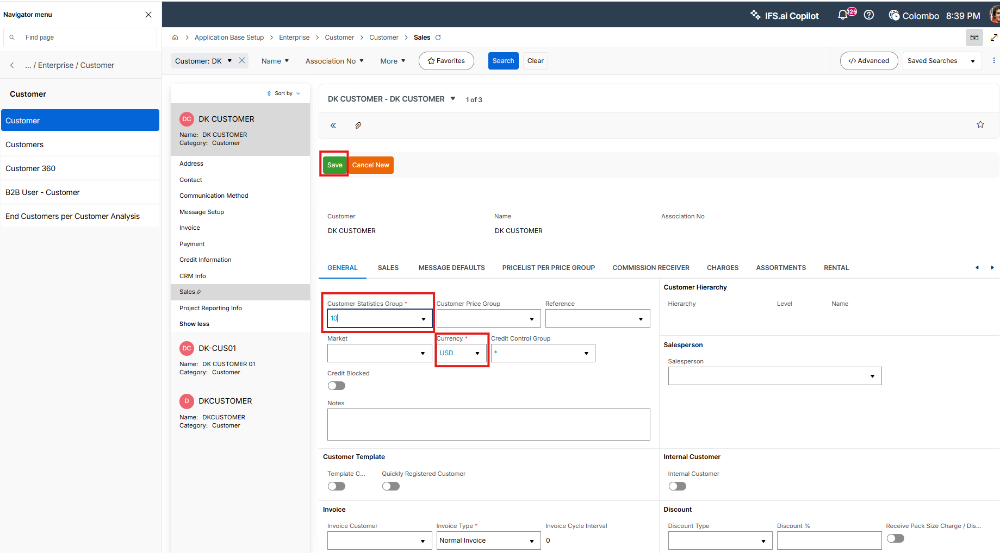 Navigator menu
Find page
... / Enterprise / Customer
Customer
Customer
Customers
Customer 360
B2B User - Customer
End Customers per Customer Analysis
IFS.ai Copilot
125
Colombo 8:39 PM
Application Base Setup > Enterprise > Customer > Customer > Sales
Customer: DK
Name
Association No
More
Favorites
Search
Clear
</> Advanced
Saved Searches
Sort by
DC DK CUSTOMER
Name: DK CUSTOMER
Category: Customer
Address
Contact
Communication Method
Message Setup
Invoice
Payment
Credit Information
CRM Info
Sales
Project Reporting Info
Show less
DC DK-CUS01
Name: DK CUSTOMER 01
Category: Customer
D DKCUSTOMER
Name: DKCUSTOMER
Category: Customer
DK CUSTOMER - DK CUSTOMER 1 of 3
Save Cancel New
Customer Name Association No
DK CUSTOMER DK CUSTOMER
GENERAL SALES MESSAGE DEFAULTS PRICELIST PER PRICE GROUP COMMISSION RECEIVER CHARGES ASSORTMENTS RENTAL
Customer Statistics Group * Customer Price Group Reference
10
Market Currency * Credit Control Group
USD *
Credit Blocked
Notes
Customer Hierarchy
Hierarchy Level Name
Salesperson
Salesperson
Customer Template
Template C... Quickly Registered Customer
Internal Customer
Internal Customer
Invoice
Invoice Customer Invoice Type * Invoice Cycle Interval
Normal Invoice 0
Discount
Discount Type Discount % Receive Pack Size Charge / Dis...